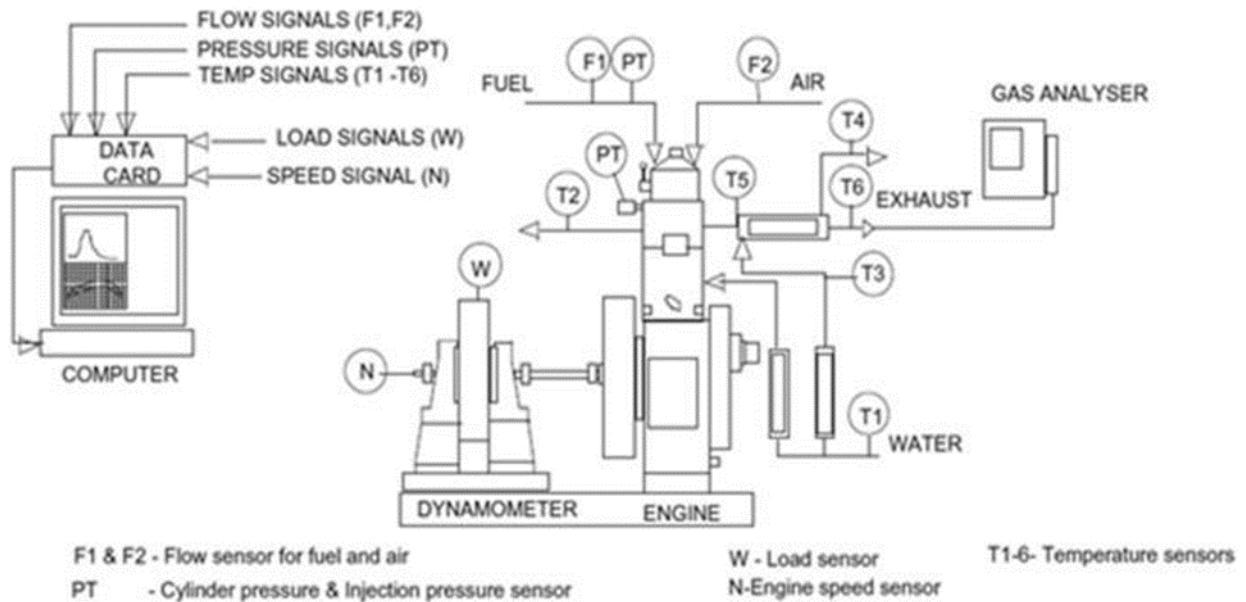 FLOW SIGNALS (F1,F2)
PRESSURE SIGNALS (PT)
TEMP SIGNALS (T1 -T6)
LOAD SIGNALS (W)
SPEED SIGNAL (N)
DATA
CARD
COMPUTER
F1
PT
F2
FUEL
AIR
GAS ANALYSER
T4
PT
T2
T5
T6
EXHAUST
T3
W
N
T1
WATER
DYNAMOMETER
ENGINE
F1 & F2 - Flow sensor for fuel and air
PT - Cylinder pressure & Injection pressure sensor
W - Load sensor
N-Engine speed sensor
T1-6- Temperature sensors